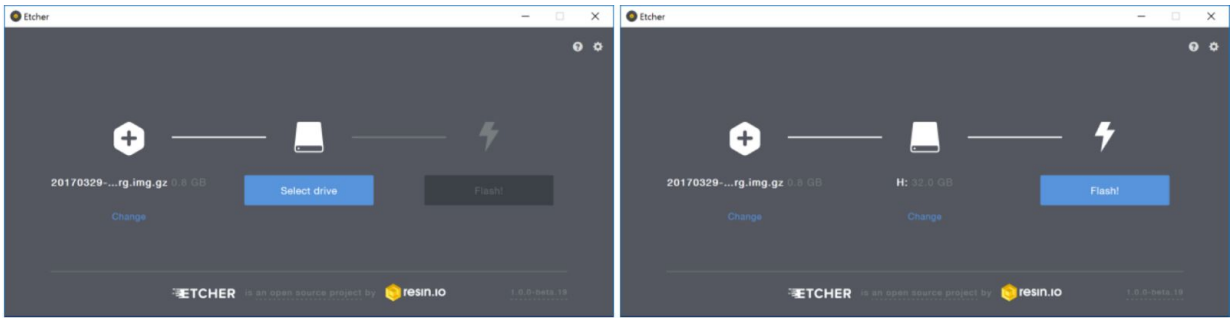 Etcher
20170329-...rg.img.gz 0.8 GB
Select drive
Flash!
Change
ETCHER is an open source project by resin.io 1.0.0-beta.19
Etcher
20170329-...rg.img.gz 0.8 GB
H: 32.0 GB
Flash!
Change
Change
ETCHER is an open source project by resin.io 1.0.0-beta.19